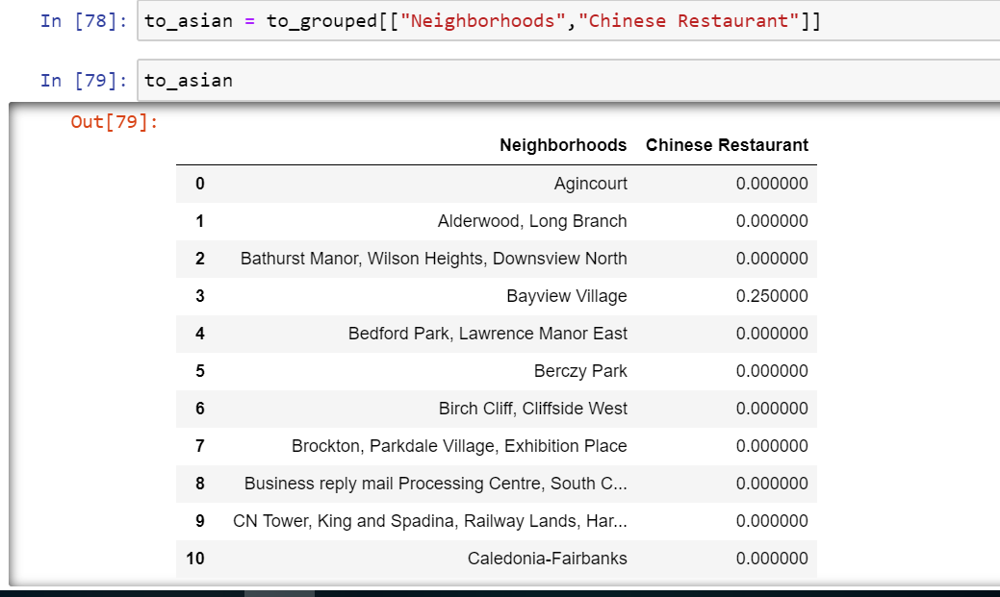 In [78]: to_asian = to_grouped[["Neighborhoods","Chinese Restaurant"]]
In [79]: to_asian
Out[79]:
Neighborhoods Chinese Restaurant
0 Agincourt 0.000000
1 Alderwood, Long Branch 0.000000
2 Bathurst Manor, Wilson Heights, Downsview North 0.000000
3 Bayview Village 0.250000
4 Bedford Park, Lawrence Manor East 0.000000
5 Berczy Park 0.000000
6 Birch Cliff, Cliffside West 0.000000
7 Brockton, Parkdale Village, Exhibition Place 0.000000
8 Business reply mail Processing Centre, South C... 0.000000
9 CN Tower, King and Spadina, Railway Lands, Har... 0.000000
10 Caledonia-Fairbanks 0.000000